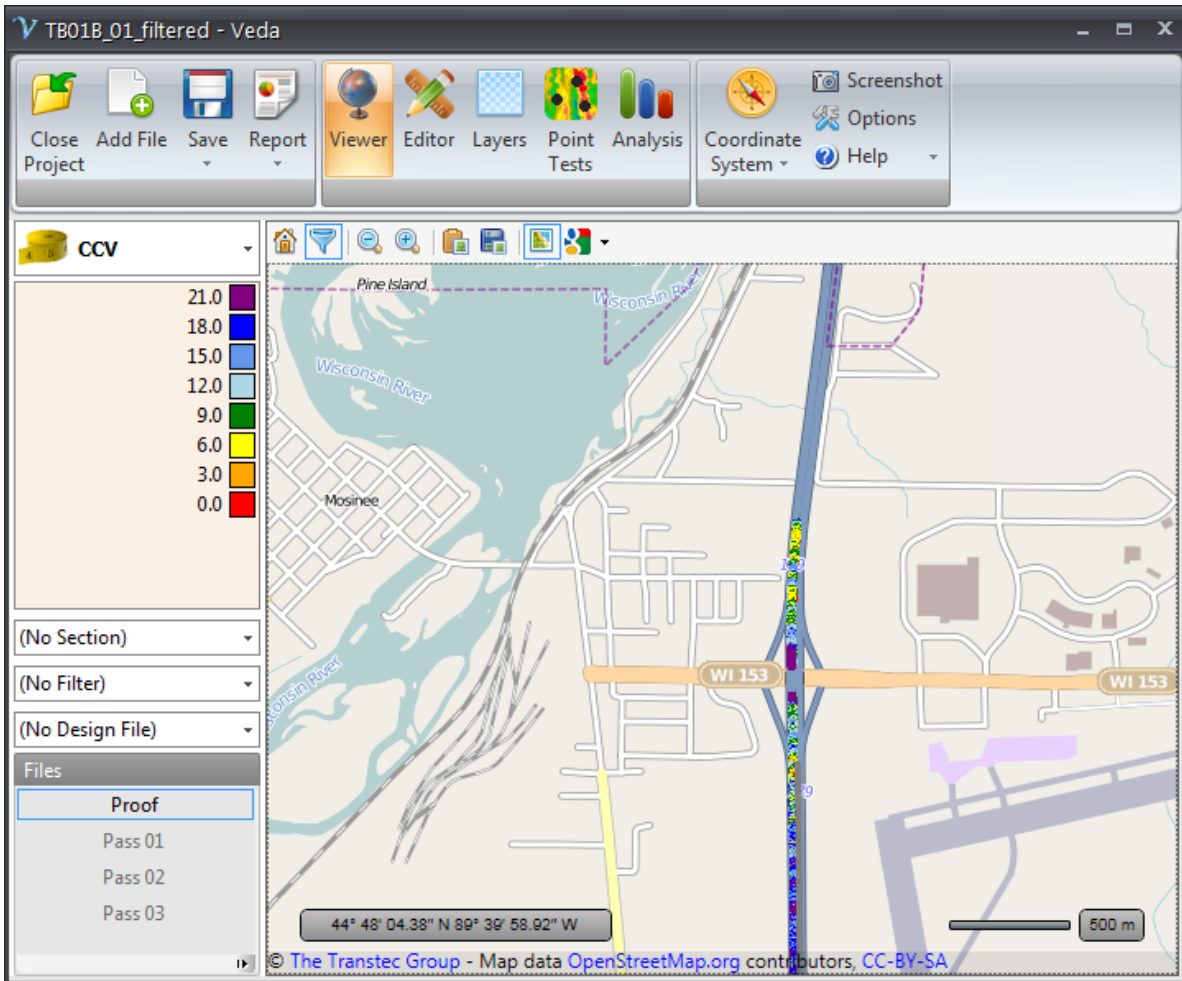 TB01B_01_filtered - Veda
Close Project
Add File
Save
Report
Viewer
Editor
Layers
Point Tests
Analysis
Coordinate System
Screenshot
Options
Help
CCV
21.0
18.0
15.0
12.0
9.0
6.0
3.0
0.0
(No Section)
(No Filter)
(No Design File)
Files
Proof
Pass 01
Pass 02
Pass 03
Pine Island
Wisconsin River
Wisconsin River
Mosinee
WI 153
WI 153
44° 48' 04.38" N 89° 39' 58.92" W
500 m
© The Transtec Group - Map data OpenStreetMap.org contributors, CC-BY-SA